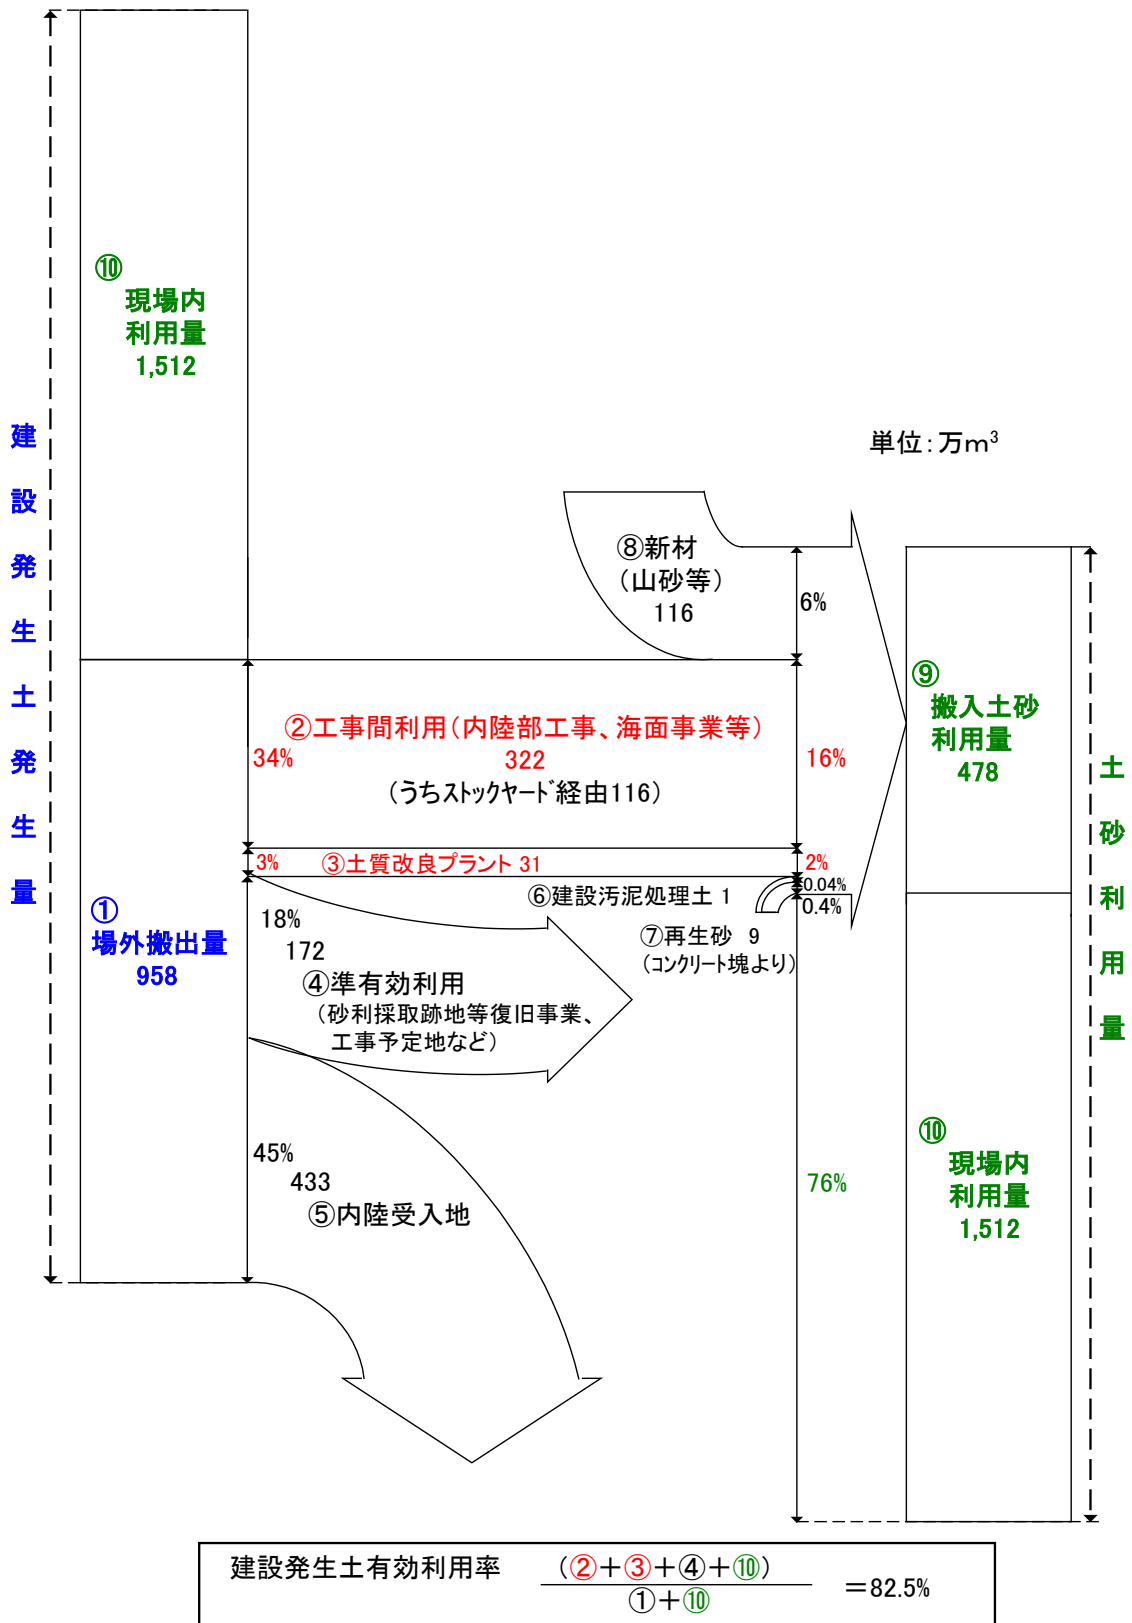 建設発生土発生量
⑩
現場内
利用量
1,512
単位：万m³
⑧新材
（山砂等）
116
6%
②工事間利用（内陸部工事、海面事業等）
322
（うちストックヤード経由116）
34%
16%
⑨
搬入土砂
利用量
478
土砂利用量
3%
③土質改良プラント 31
2%
⑥建設汚泥処理土 1
0.04%
0.4%
⑦再生砂 9
（コンクリート塊より）
①
場外搬出量
958
18%
172
④準有効利用
（砂利採取跡地等復旧事業、
工事予定地など）
45%
433
⑤内陸受入地
76%
⑩
現場内
利用量
1,512
建設発生土有効利用率
（②＋③＋④＋⑩）
①＋⑩
＝82.5%